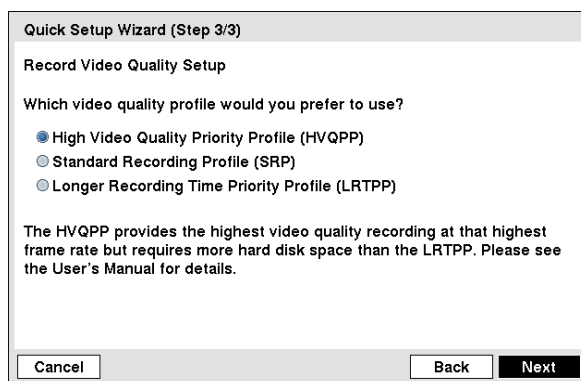 Quick Setup Wizard (Step 3/3)
Record Video Quality Setup
Which video quality profile would you prefer to use?
High Video Quality Priority Profile (HVQPP)
Standard Recording Profile (SRP)
Longer Recording Time Priority Profile (LRTPP)
The HVQPP provides the highest video quality recording at that highest
frame rate but requires more hard disk space than the LRTPP. Please see
the User's Manual for details.
Cancel Back Next